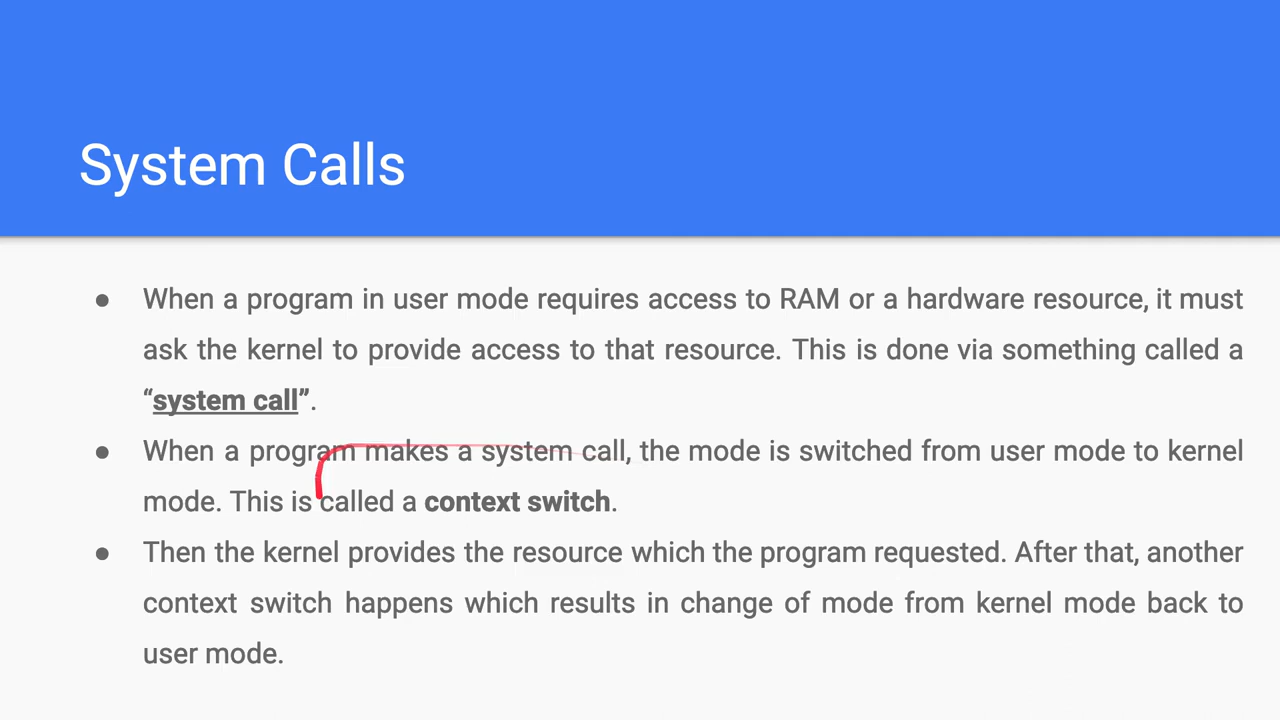 System Calls
● When a program in user mode requires access to RAM or a hardware resource, it must
ask the kernel to provide access to that resource. This is done via something called a
“system call”.
● When a program makes a system call, the mode is switched from user mode to kernel
mode. This is called a context switch.
● Then the kernel provides the resource which the program requested. After that, another
context switch happens which results in change of mode from kernel mode back to
user mode.